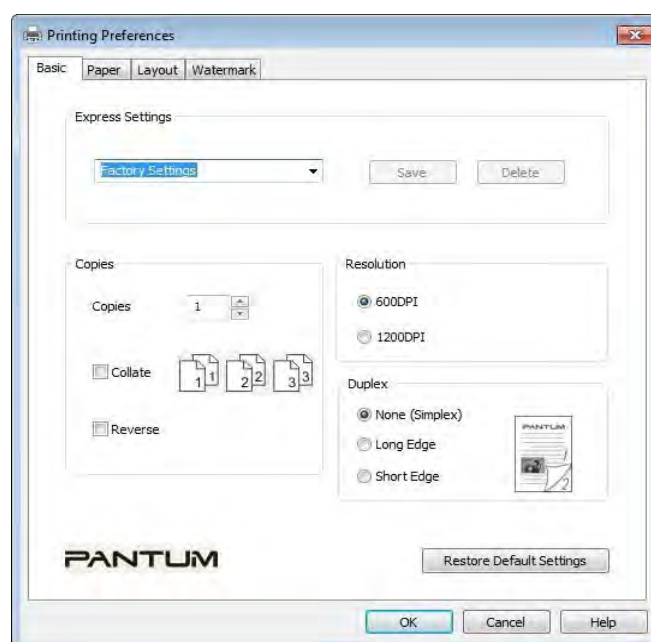 Printing Preferences
Basic Paper Layout Watermark
Express Settings
Factory Settings Save Delete
Copies
Copies 1
Collate 1 1 2 2 3 3
Reverse
Resolution
600DPI
1200DPI
Duplex
None (Simplex)
Long Edge
Short Edge
PANTUM
1
2
PANTUM
Restore Default Settings
OK Cancel Help